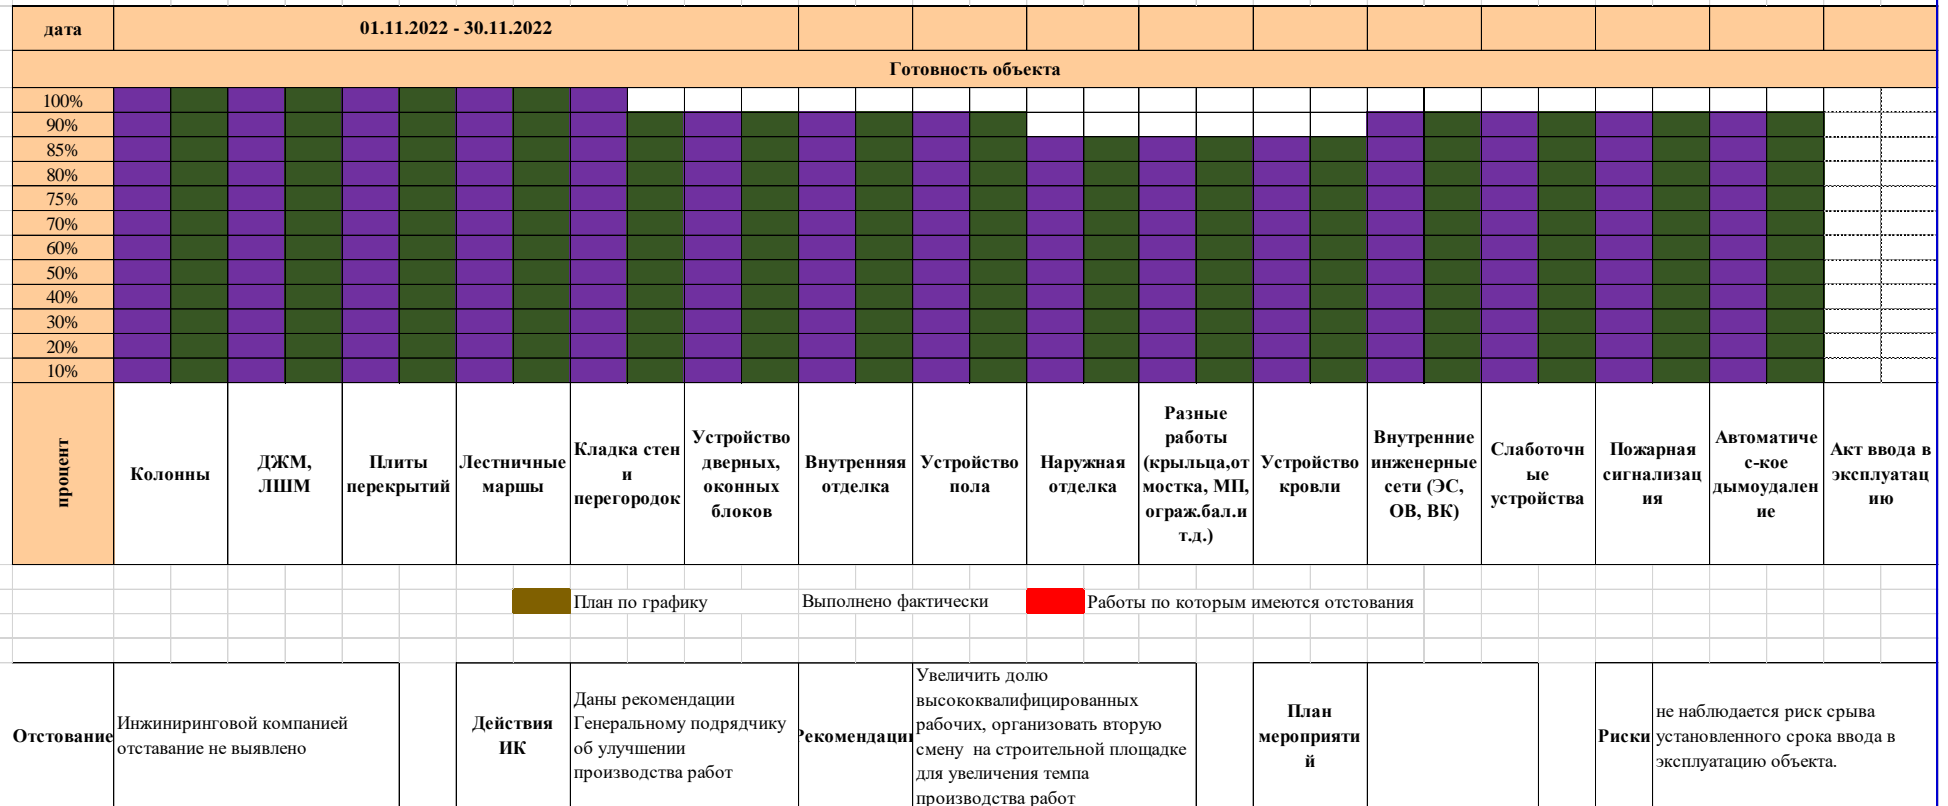 дата
01.11.2022 - 30.11.2022
Готовность объекта
100%
90%
85%
80%
75%
70%
60%
50%
40%
30%
20%
10%
процент
Колонны
ДЖМ,
ЛШМ
Плиты
перекрытий
Лестничные
марши
Кладка стен
и
перегородок
Устройство
дверных,
оконных
блоков
Внутренняя
отделка
Устройство
пола
Наружная
отделка
Разные
работы
(крыльца,от
мостка, МП,
ограж.бал.и
т.д.)
Устройство
кровли
Внутренние
инженерные
сети (ЭС,
ОВ, ВК)
Слаботочн
ые
устройства
Пожарная
сигнализац
ия
Автоматиче
с-кое
дымоудален
ие
Акт ввода в
эксплуатац
ию
План по графику
Выполнено фактически
Работы по которым имеются отстования
Отстование
Инжиниринговой компанией
отставание не выявлено
Действия
ИК
Даны рекомендации
Генеральному подрядчику
об улучшении
производства работ
Рекомендации
Увеличить долю
высококвалифицированных
рабочих, организовать вторую
смену  на строительной площадке
для увеличения темпа
производства работ
План
мероприяти
й
Риски
не наблюдается риск срыва
установленного срока ввода в
эксплуатацию объекта.